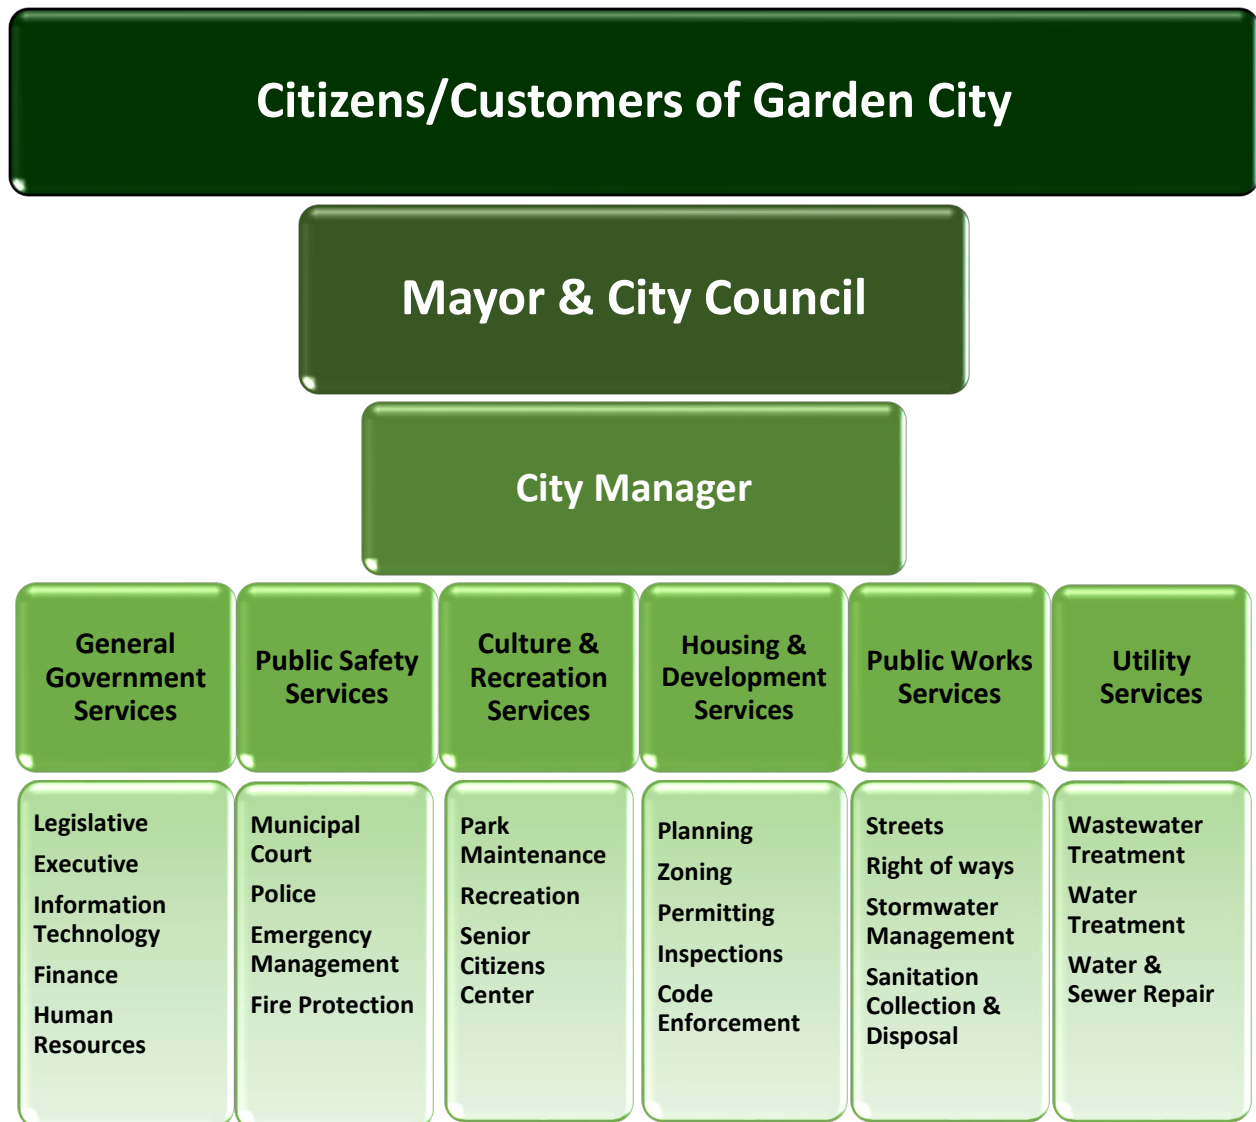 Citizens/Customers of Garden City
Mayor & City Council
City Manager
General
Government
Services
Public Safety
Services
Culture &
Recreation
Services
Housing &
Development
Services
Public Works
Services
Utility
Services
Legislative
Executive
Information
Technology
Finance
Human
Resources
Municipal
Court
Police
Emergency
Management
Fire Protection
Park
Maintenance
Recreation
Senior
Citizens
Center
Planning
Zoning
Permitting
Inspections
Code
Enforcement
Streets
Right of ways
Stormwater
Management
Sanitation
Collection &
Disposal
Wastewater
Treatment
Water
Treatment
Water &
Sewer Repair